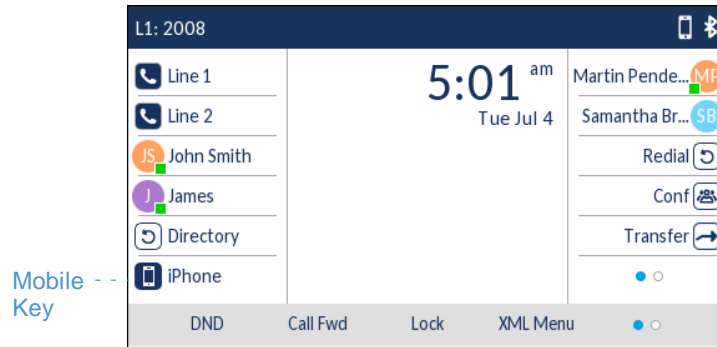 L1: 2008
Line 1
Line 2
JS John Smith
J James
Directory
iPhone
Mobile
Key
5:01 am
Tue Jul 4
Martin Pende... MP
Samantha Br... SB
Redial
Conf
Transfer
DND Call Fwd Lock XML Menu